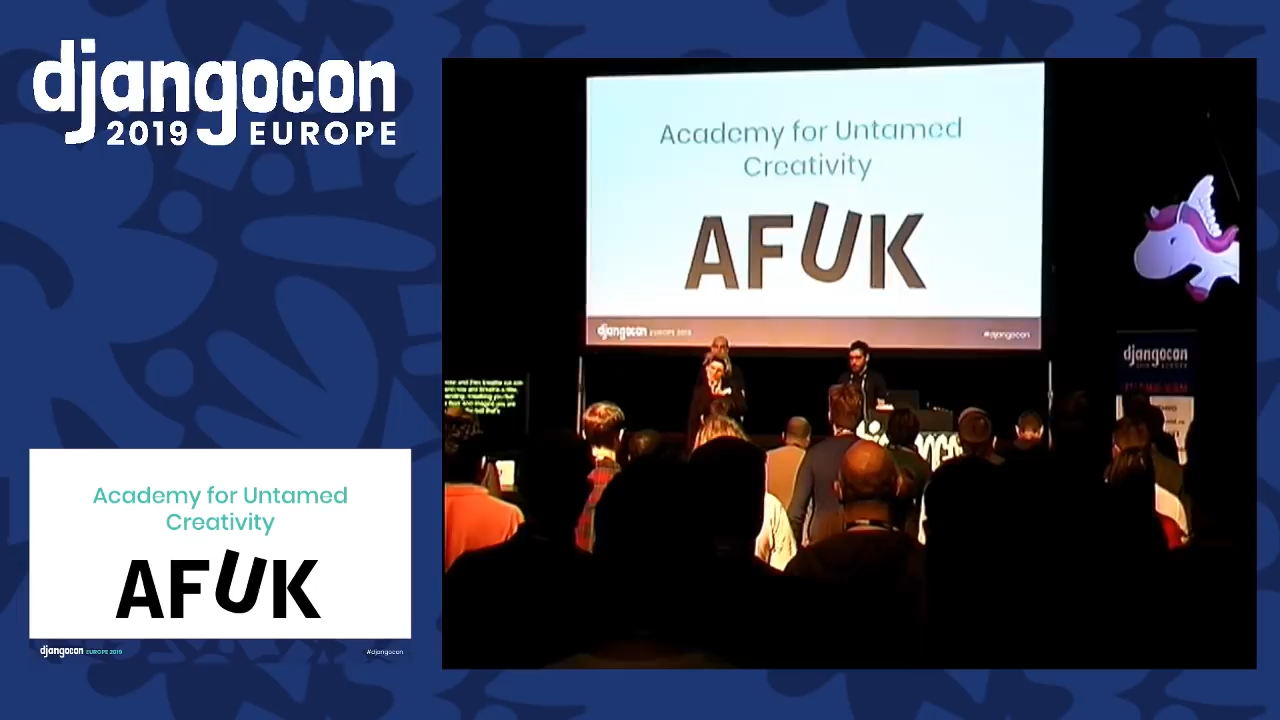 djangocon
2019 EUROPE
Academy for Untamed
Creativity
AFUK
djangocon EUROPE 2019
#djangocon
Academy for Untamed
Creativity
AFUK
djangocon EUROPE 2019
#djangocon
djangocon
EUROPE